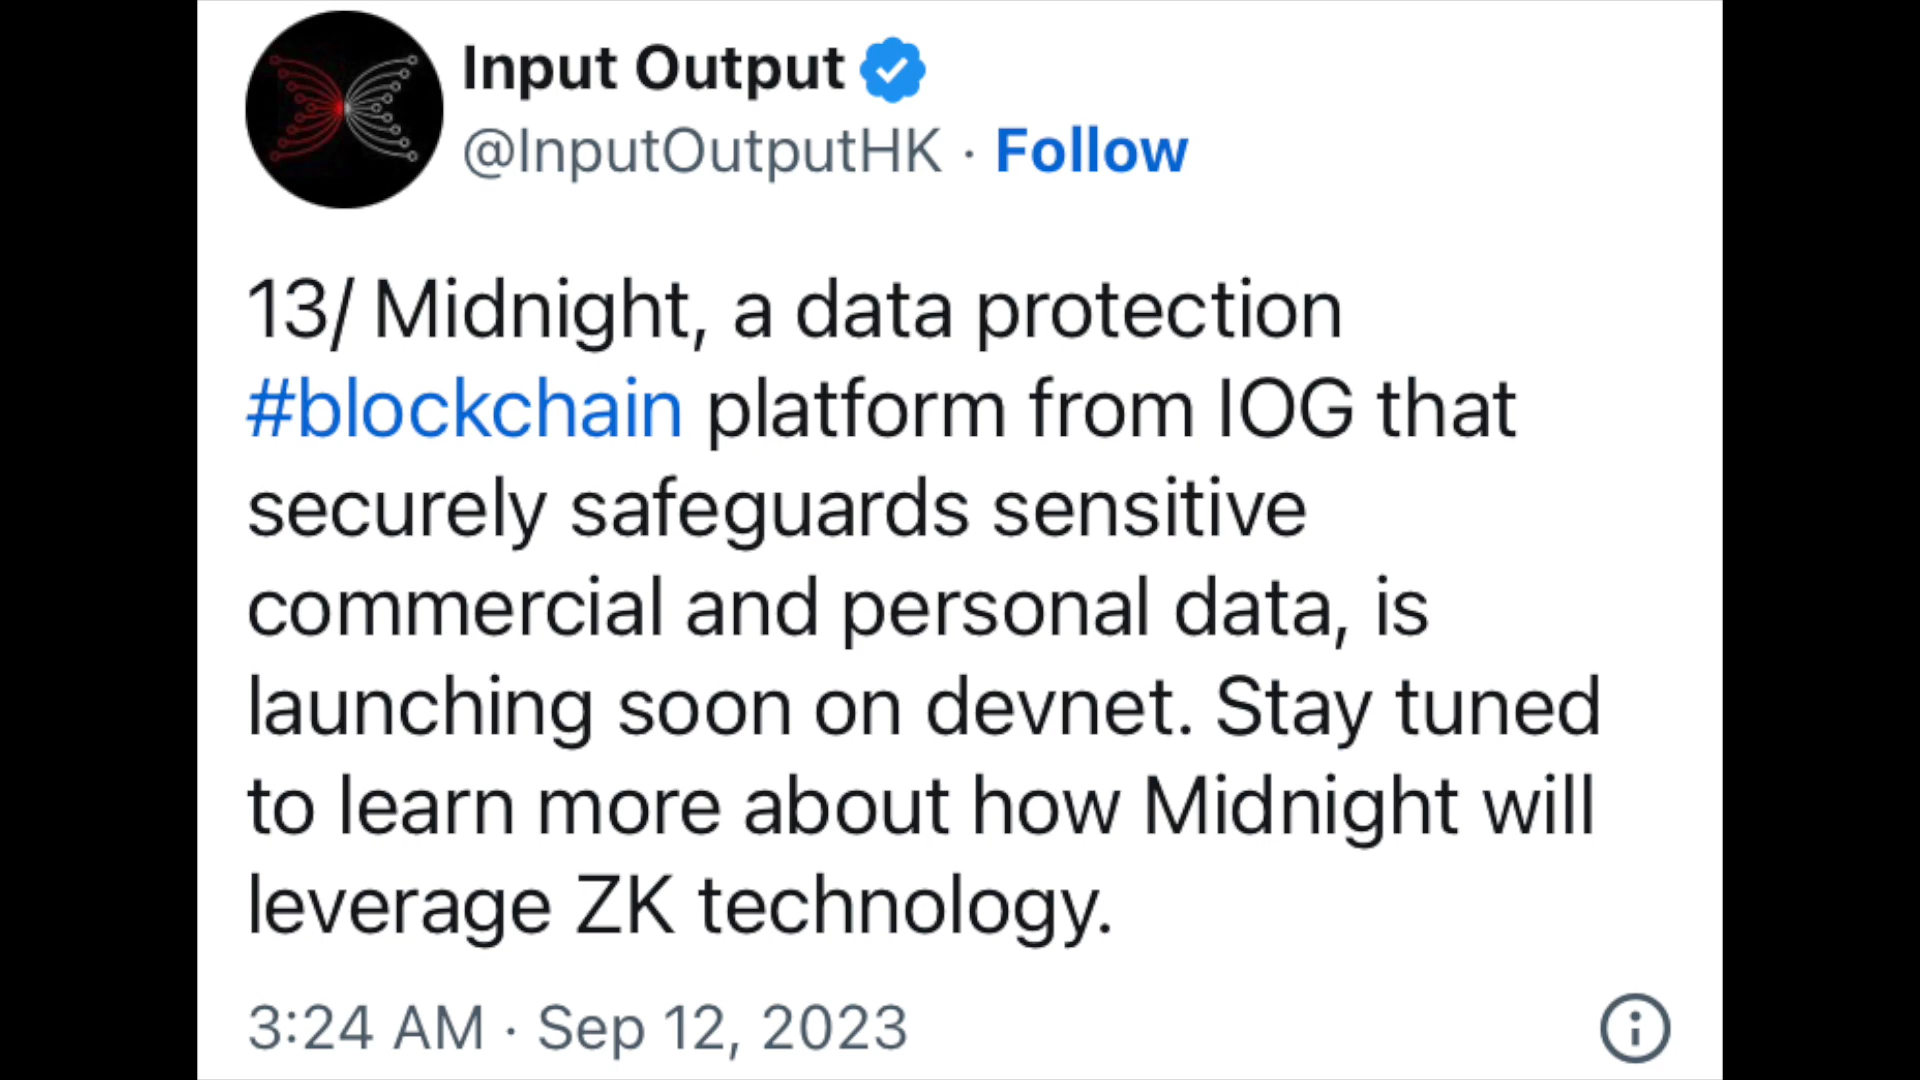 Input Output
@InputOutputHK · Follow
13/ Midnight, a data protection
#blockchain platform from IOG that
securely safeguards sensitive
commercial and personal data, is
launching soon on devnet. Stay tuned
to learn more about how Midnight will
leverage ZK technology.
3:24 AM · Sep 12, 2023